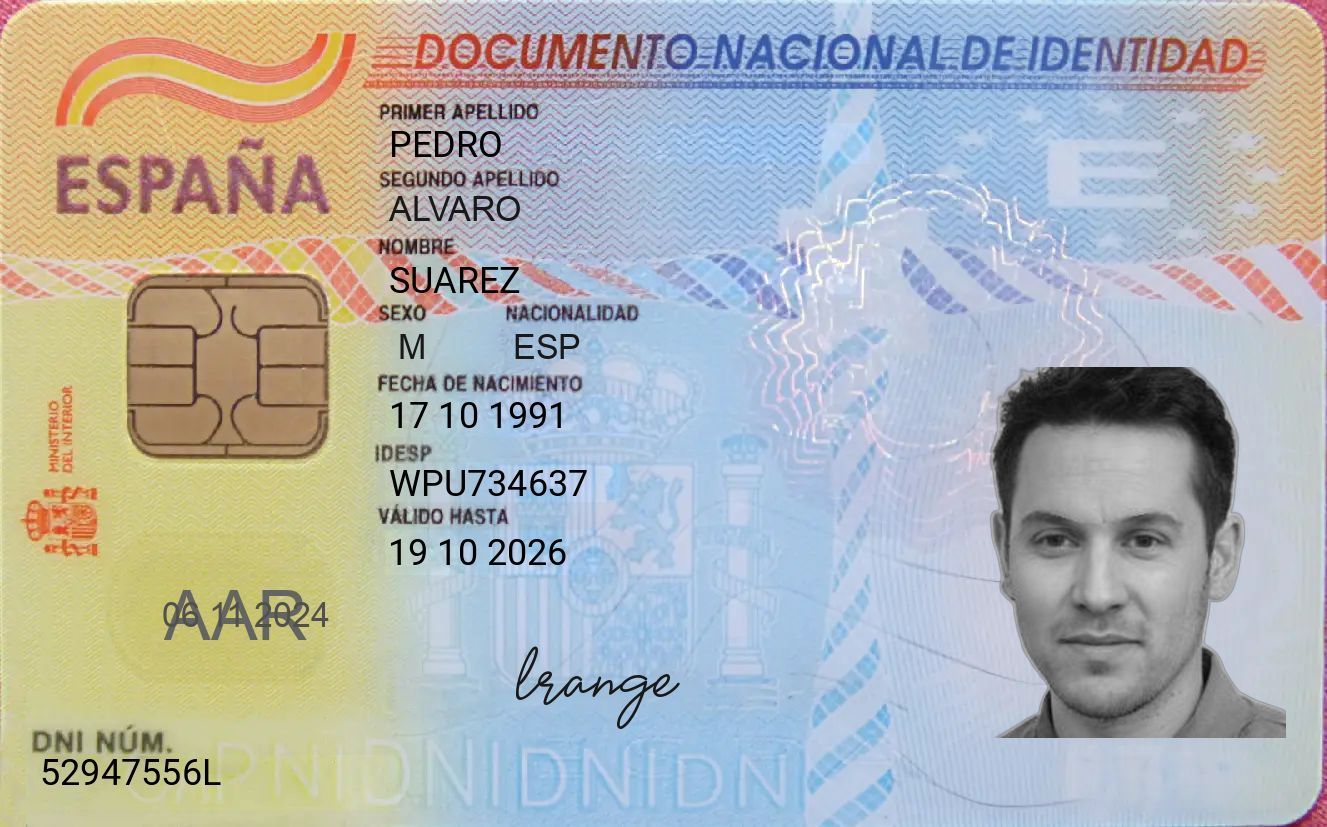 DOCUMENTO NACIONAL DE IDENTIDAD
ESPAÑA
PRIMER APELLIDO
PEDRO
SEGUNDO APELLIDO
ALVARO
NOMBRE
SUAREZ
SEXO NACIONALIDAD
M ESP
FECHA DE NACIMIENTO
17 10 1991
IDESP
WPU734637
VÁLIDO HASTA
19 10 2026
MINISTERIO
DEL INTERIOR
E
AAR
06 11 2024
lrange
DNI NÚM.
52947556L
DNIDNIDNIDN